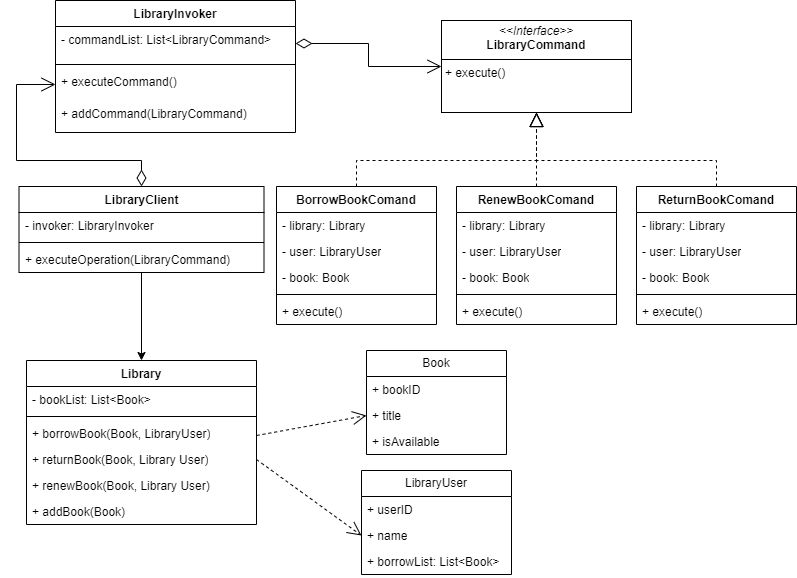 LibraryInvoker
- commandList: List<LibraryCommand>
+ executeCommand()
+ addCommand(LibraryCommand)
<<Interface>>
LibraryCommand
+ execute()
LibraryClient
- invoker: LibraryInvoker
+ executeOperation(LibraryCommand)
BorrowBookComand
- library: Library
- user: LibraryUser
- book: Book
+ execute()
RenewBookComand
- library: Library
- user: LibraryUser
- book: Book
+ execute()
ReturnBookComand
- library: Library
- user: LibraryUser
- book: Book
+ execute()
Library
- bookList: List<Book>
+ borrowBook(Book, LibraryUser)
+ returnBook(Book, Library User)
+ renewBook(Book, Library User)
+ addBook(Book)
Book
+ bookID
+ title
+ isAvailable
LibraryUser
+ userID
+ name
+ borrowList: List<Book>